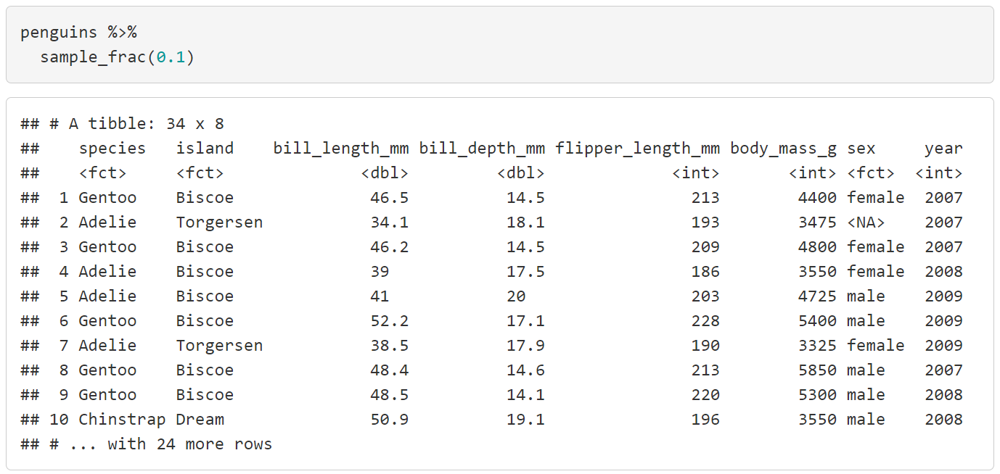 penguins %>%
  sample_frac(0.1)
## # A tibble: 34 x 8
##    species   island    bill_length_mm bill_depth_mm flipper_length_mm body_mass_g sex     year
##    <fct>     <fct>              <dbl>         <dbl>             <int>       <int> <fct>  <int>
##  1 Gentoo    Biscoe              46.5          14.5               213        4400 female  2007
##  2 Adelie    Torgersen           34.1          18.1               193        3475 <NA>    2007
##  3 Gentoo    Biscoe              46.2          14.5               209        4800 female  2007
##  4 Adelie    Biscoe              39            17.5               186        3550 female  2008
##  5 Adelie    Biscoe              41            20                 203        4725 male    2009
##  6 Gentoo    Biscoe              52.2          17.1               228        5400 male    2009
##  7 Adelie    Torgersen           38.5          17.9               190        3325 female  2009
##  8 Gentoo    Biscoe              48.4          14.6               213        5850 male    2007
##  9 Gentoo    Biscoe              48.5          14.1               220        5300 male    2008
## 10 Chinstrap Dream               50.9          19.1               196        3550 male    2008
## # ... with 24 more rows